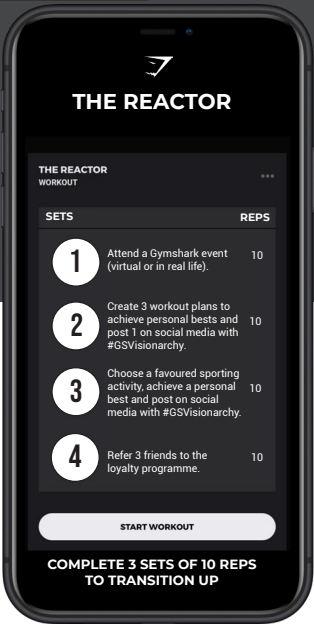 THE REACTOR
THE REACTOR
WORKOUT
SETS REPS
1 Attend a Gymshark event 10
(virtual or in real life).
2 Create 3 workout plans to
achieve personal bests and 10
post 1 on social media with
#GSVisionarchy.
3 Choose a favoured sporting
activity, achieve a personal 10
best and post on social
media with #GSVisionarchy.
4 Refer 3 friends to the 10
loyalty programme.
START WORKOUT
COMPLETE 3 SETS OF 10 REPS
TO TRANSITION UP